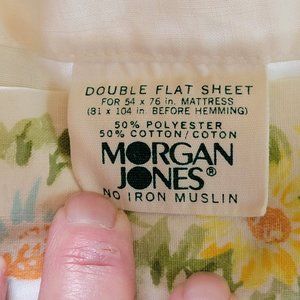 DOUBLE FLAT SHEET
FOR 54 x 76 in. MATTRESS
(81 x 104 in. BEFORE HEMMING)
50% POLYESTER
50% COTTON/COTON
MORGAN
JONES®
NO IRON MUSLIN